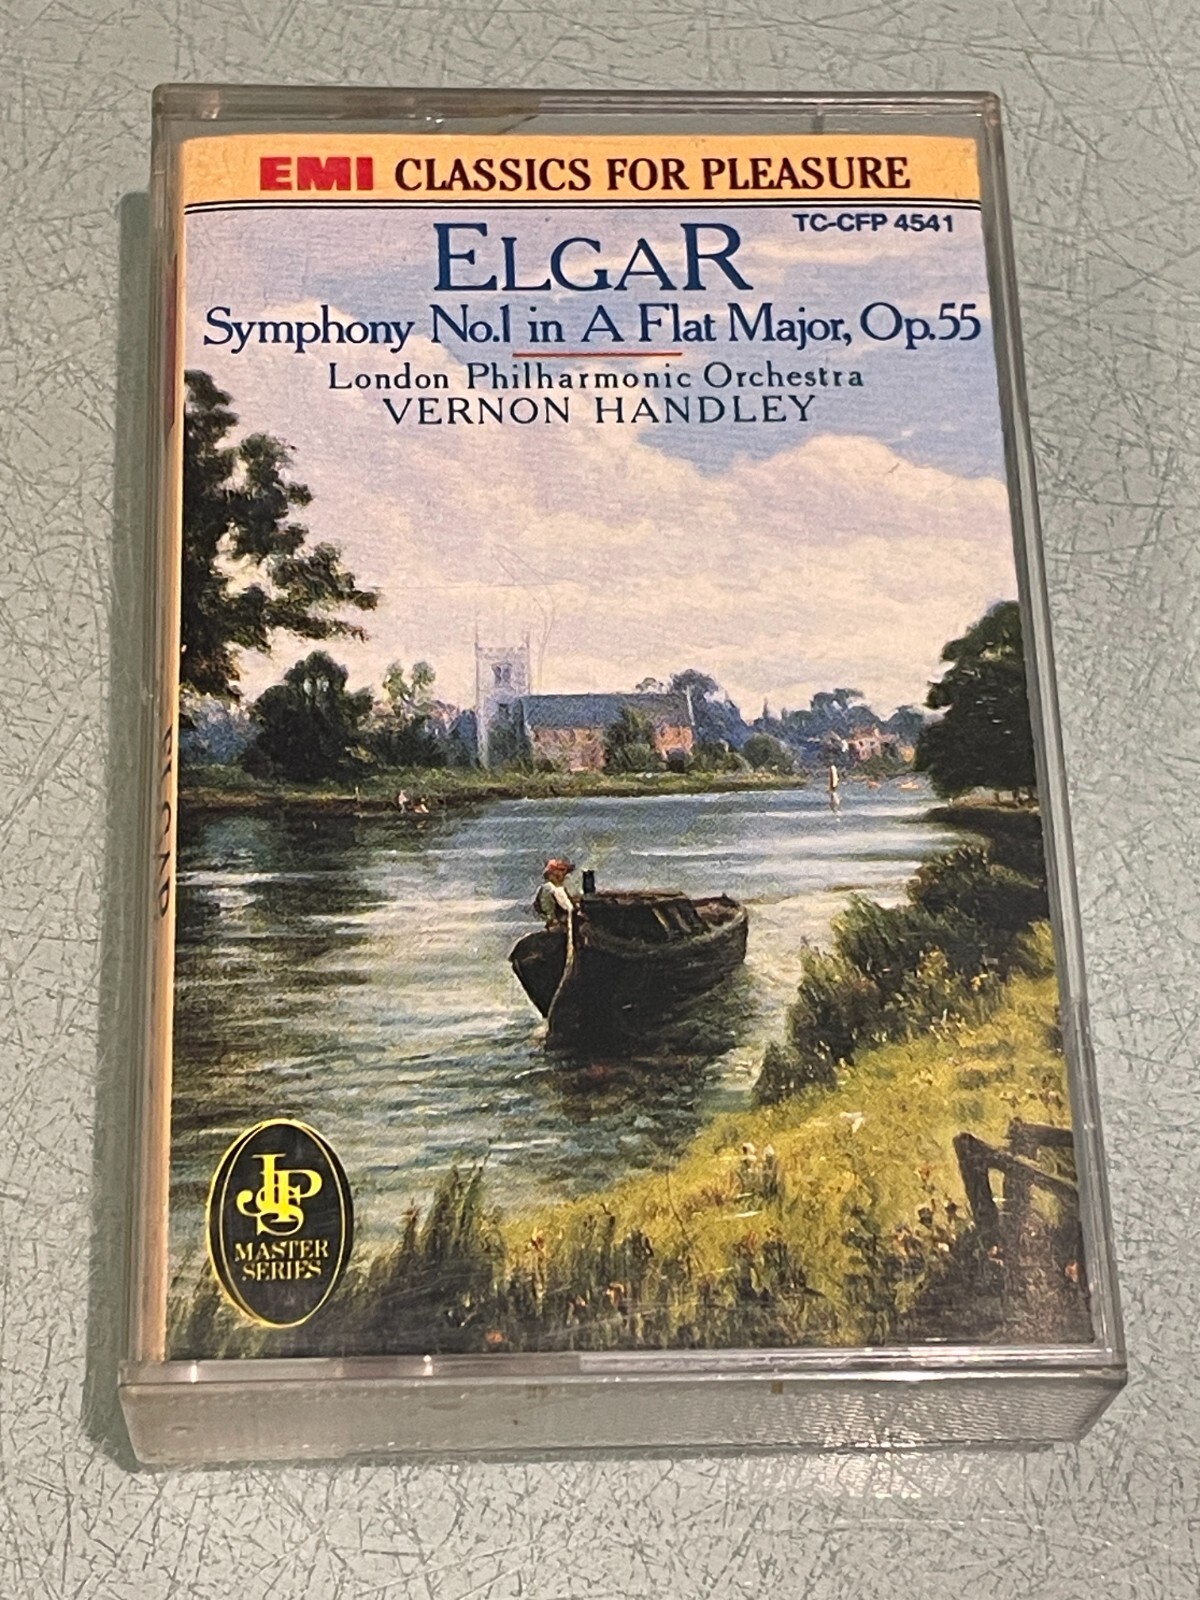 EMI CLASSICS FOR PLEASURE
TC-CFP 4541
ELGAR
Symphony No.1 in A Flat Major, Op.55
London Philharmonic Orchestra
VERNON HANDLEY
ELGAR
JPS
MASTER
SERIES